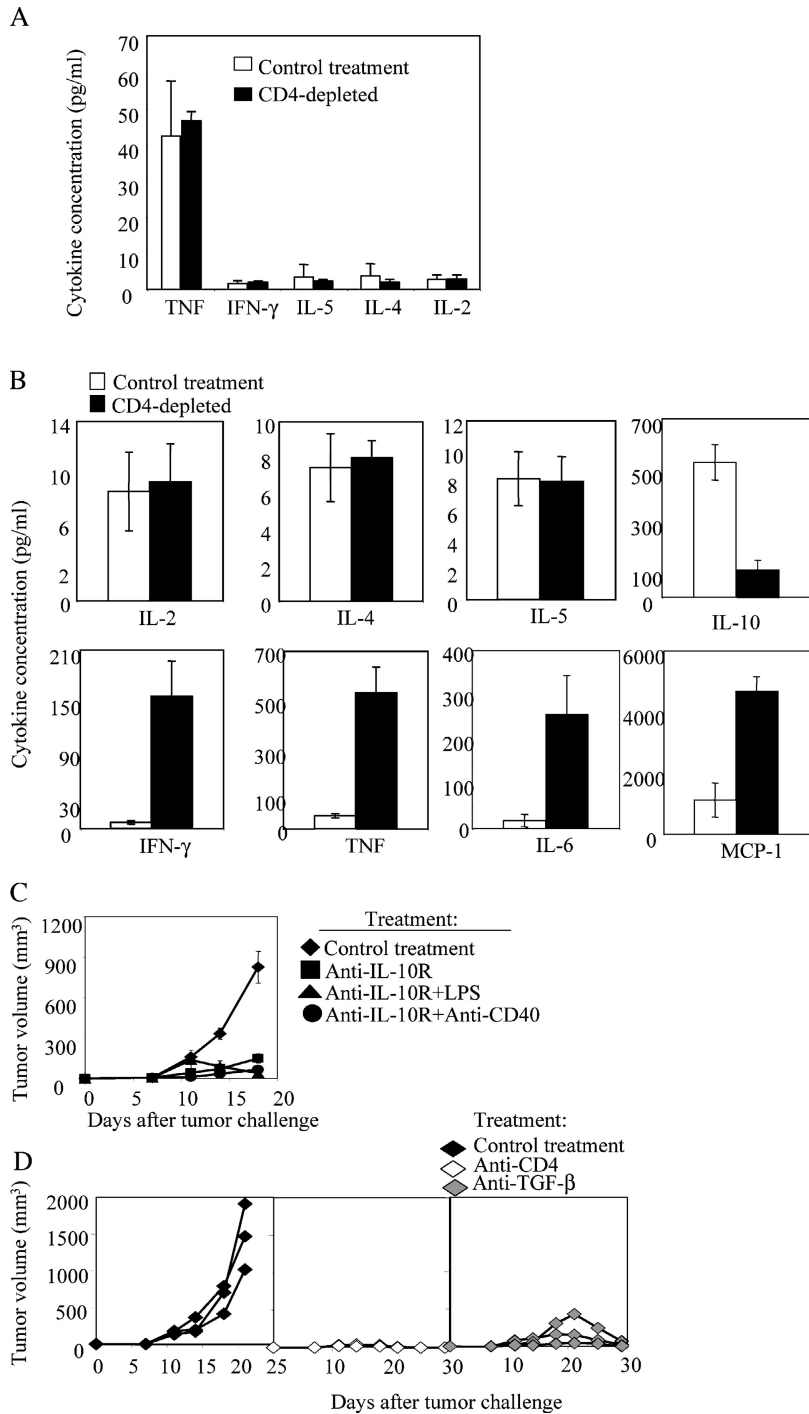 A
Cytokine concentration (pg/ml)
70
60
50
40
30
20
10
0
Control treatment
CD4-depleted
TNF IFN-γ IL-5 IL-4 IL-2
B
Control treatment
CD4-depleted
Cytokine concentration (pg/ml)
14
10
6
2
0
IL-2
10
8
6
4
2
0
IL-4
12
10
8
6
4
2
0
IL-5
700
500
300
100
0
IL-10
210
150
90
30
0
IFN-γ
700
500
300
100
0
TNF
400
300
200
100
0
IL-6
6000
4000
2000
0
MCP-1
C
Tumor volume (mm³)
1200
900
600
300
0
0 5 10 15 20
Days after tumor challenge
Treatment:
Control treatment
Anti-IL-10R
Anti-IL-10R+LPS
Anti-IL-10R+Anti-CD40
D
Treatment:
Control treatment
Anti-CD4
Anti-TGF-β
Tumor volume (mm³)
2000
1500
1000
500
0
0 5 10 15 20 25 10 15 20 30 10 15 20 30
Days after tumor challenge